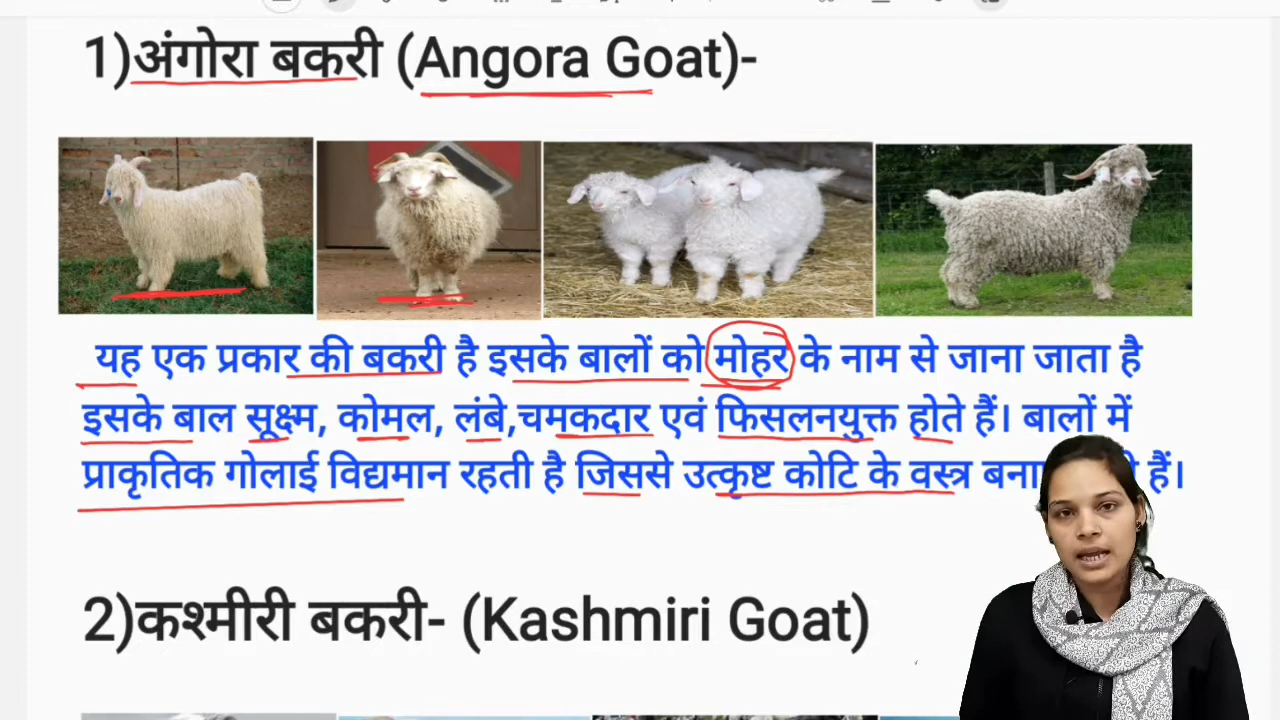 1)अंगोरा बकरी (Angora Goat)-
यह एक प्रकार की बकरी है इसके बालों को मोहर के नाम से जाना जाता है
इसके बाल सूक्ष्म, कोमल, लंबे,चमकदार एवं फिसलनयुक्त होते हैं। बालों में
प्राकृतिक गोलाई विद्यमान रहती है जिससे उत्कृष्ट कोटि के वस्त्र हैं।
2)कश्मीरी बकरी- (Kashmiri Goat)